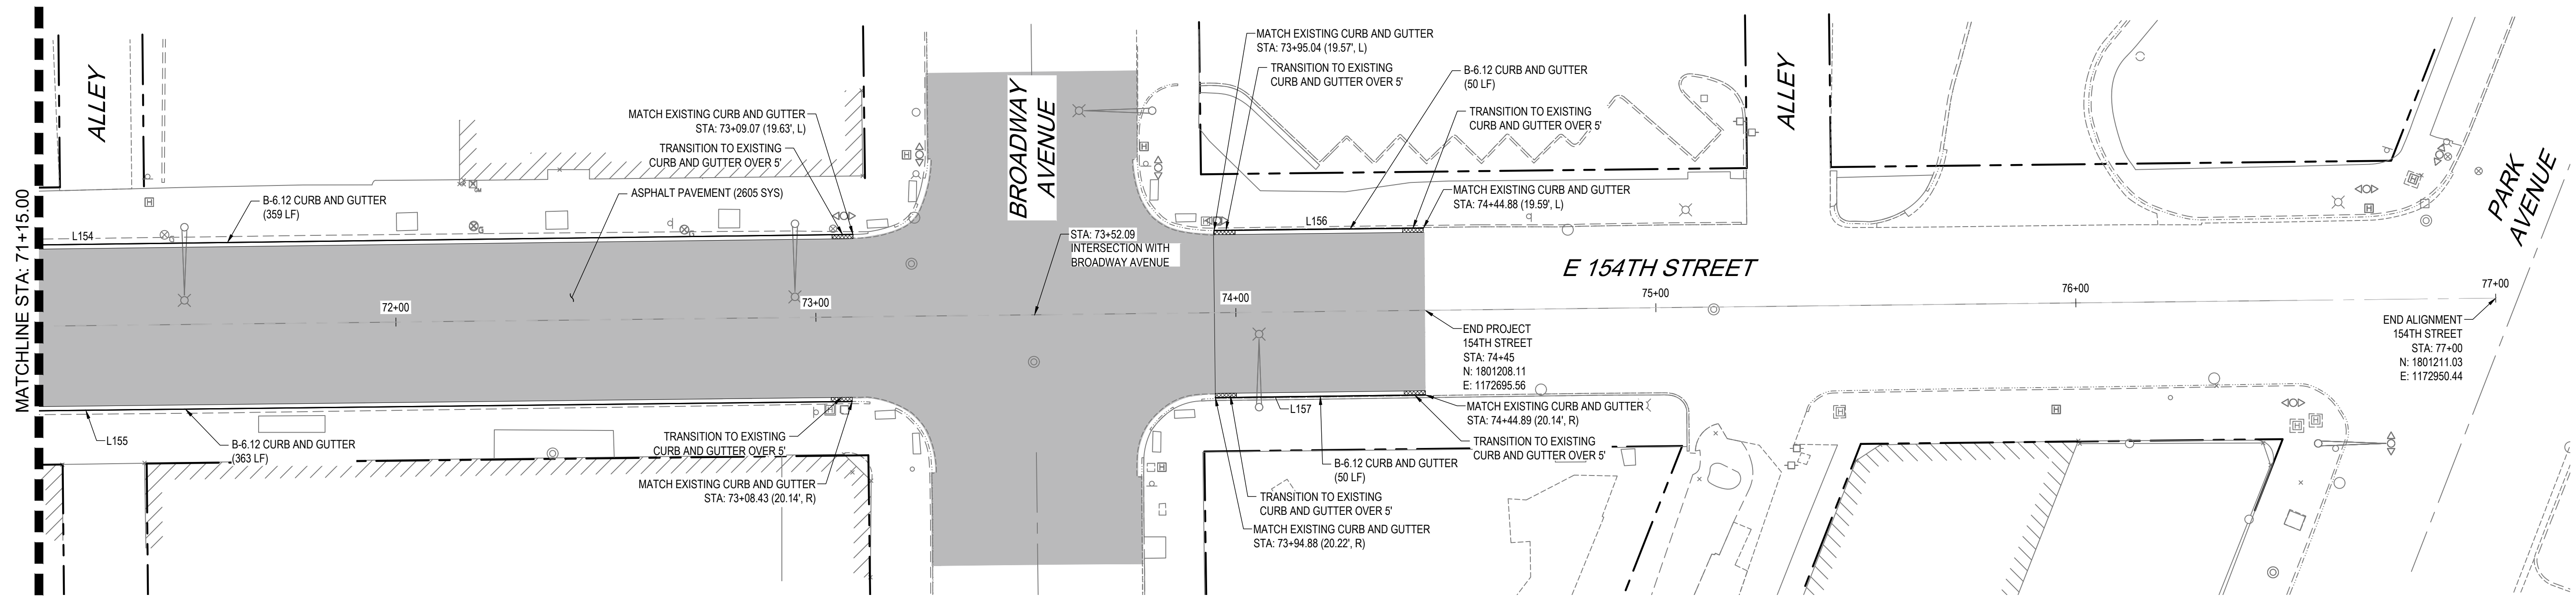 MATCHLINE STA: 71+15.00
ALLEY
B-6.12 CURB AND GUTTER
(359 LF)
L154
MATCH EXISTING CURB AND GUTTER
STA: 73+09.07 (19.63', L)
TRANSITION TO EXISTING
CURB AND GUTTER OVER 5'
ASPHALT PAVEMENT (2605 SYS)
BROADWAY
AVENUE
STA: 73+52.09
INTERSECTION WITH
BROADWAY AVENUE
MATCH EXISTING CURB AND GUTTER
STA: 73+95.04 (19.57', L)
TRANSITION TO EXISTING
CURB AND GUTTER OVER 5'
B-6.12 CURB AND GUTTER
(50 LF)
TRANSITION TO EXISTING
CURB AND GUTTER OVER 5'
MATCH EXISTING CURB AND GUTTER
STA: 74+44.88 (19.59', L)
L156
ALLEY
PARK
AVENUE
E 154TH STREET
72+00
73+00
74+00
75+00
76+00
77+00
END PROJECT
154TH STREET
STA: 74+45
N: 1801208.11
E: 1172695.56
END ALIGNMENT
154TH STREET
STA: 77+00
N: 1801211.03
E: 1172950.44
L155
B-6.12 CURB AND GUTTER
(363 LF)
TRANSITION TO EXISTING
CURB AND GUTTER OVER 5'
MATCH EXISTING CURB AND GUTTER
STA: 73+08.43 (20.14', R)
L157
MATCH EXISTING CURB AND GUTTER
STA: 74+44.89 (20.14', R)
TRANSITION TO EXISTING
CURB AND GUTTER OVER 5'
B-6.12 CURB AND GUTTER
(50 LF)
TRANSITION TO EXISTING
CURB AND GUTTER OVER 5'
MATCH EXISTING CURB AND GUTTER
STA: 73+94.88 (20.22', R)